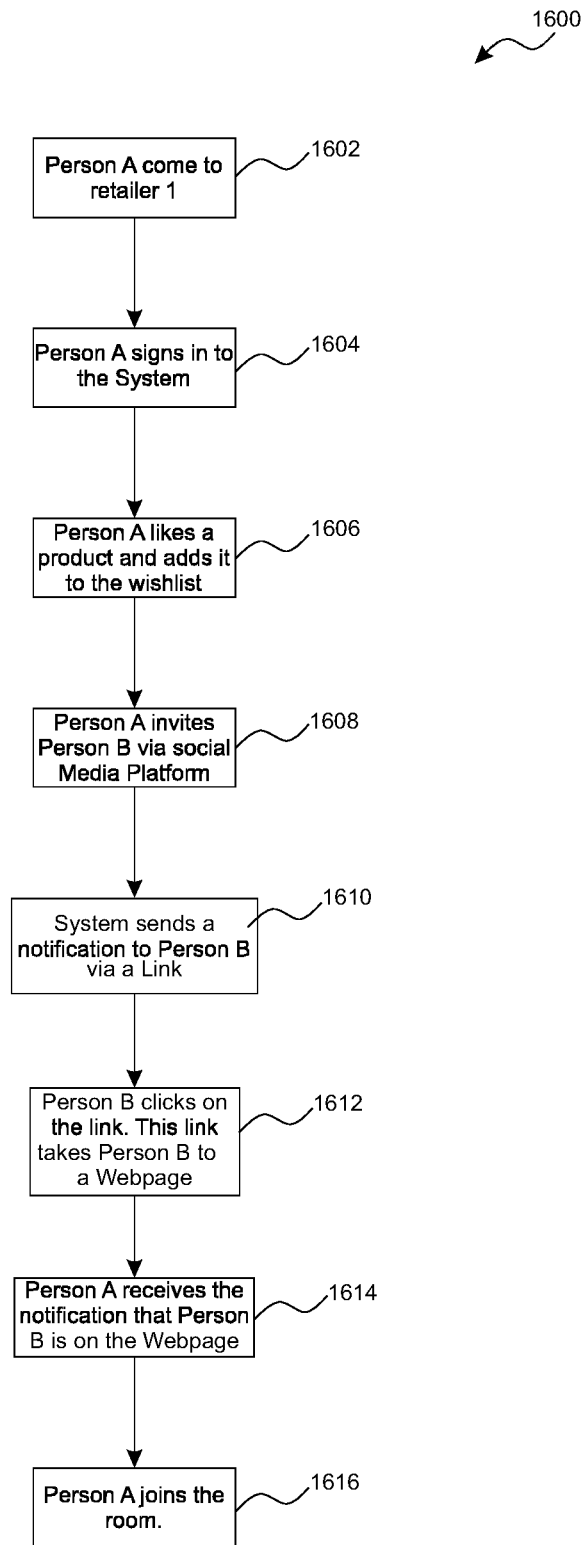 1600
Person A come to
retailer 1
1602
Person A signs in to
the System
1604
Person A likes a
product and adds it
to the wishlist
1606
Person A invites
Person B via social
Media Platform
1608
System sends a
notification to Person B
via a Link
1610
Person B clicks on
the link. This link
takes Person B to
a Webpage
1612
Person A receives the
notification that Person
B is on the Webpage
1614
Person A joins the
room.
1616